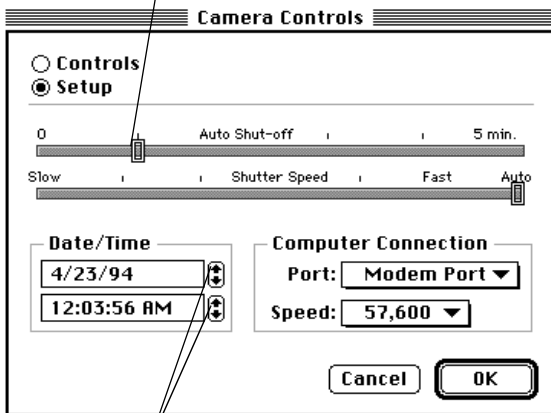 Camera Controls
Controls
Setup
0 Auto Shut-off 5 min.
Slow Shutter Speed Fast Auto
Date/Time
4/23/94
12:03:56 AM
Computer Connection
Port: Modem Port
Speed: 57,600
Cancel OK